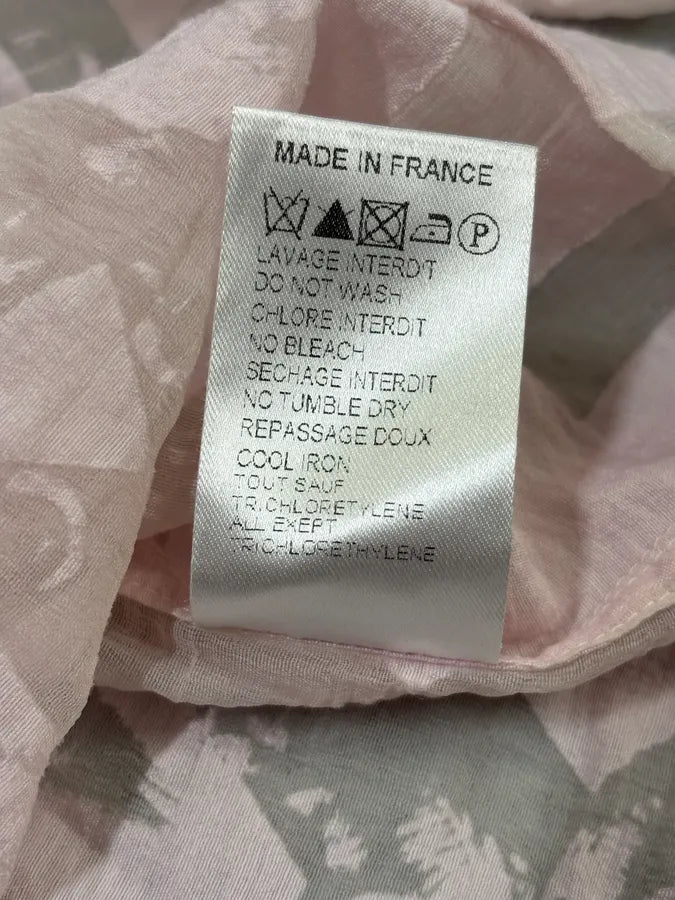 MADE IN FRANCE
P
LAVAGE INTERDIT
DO NOT WASH
CHLORE INTERDIT
NO BLEACH
SECHAGE INTERDIT
NO TUMBLE DRY
REPASSAGE DOUX
COOL IRON
TOUT SAUF
TRICHLORETYLENE
ALL EXEPT
TRICHLORETHYLENE